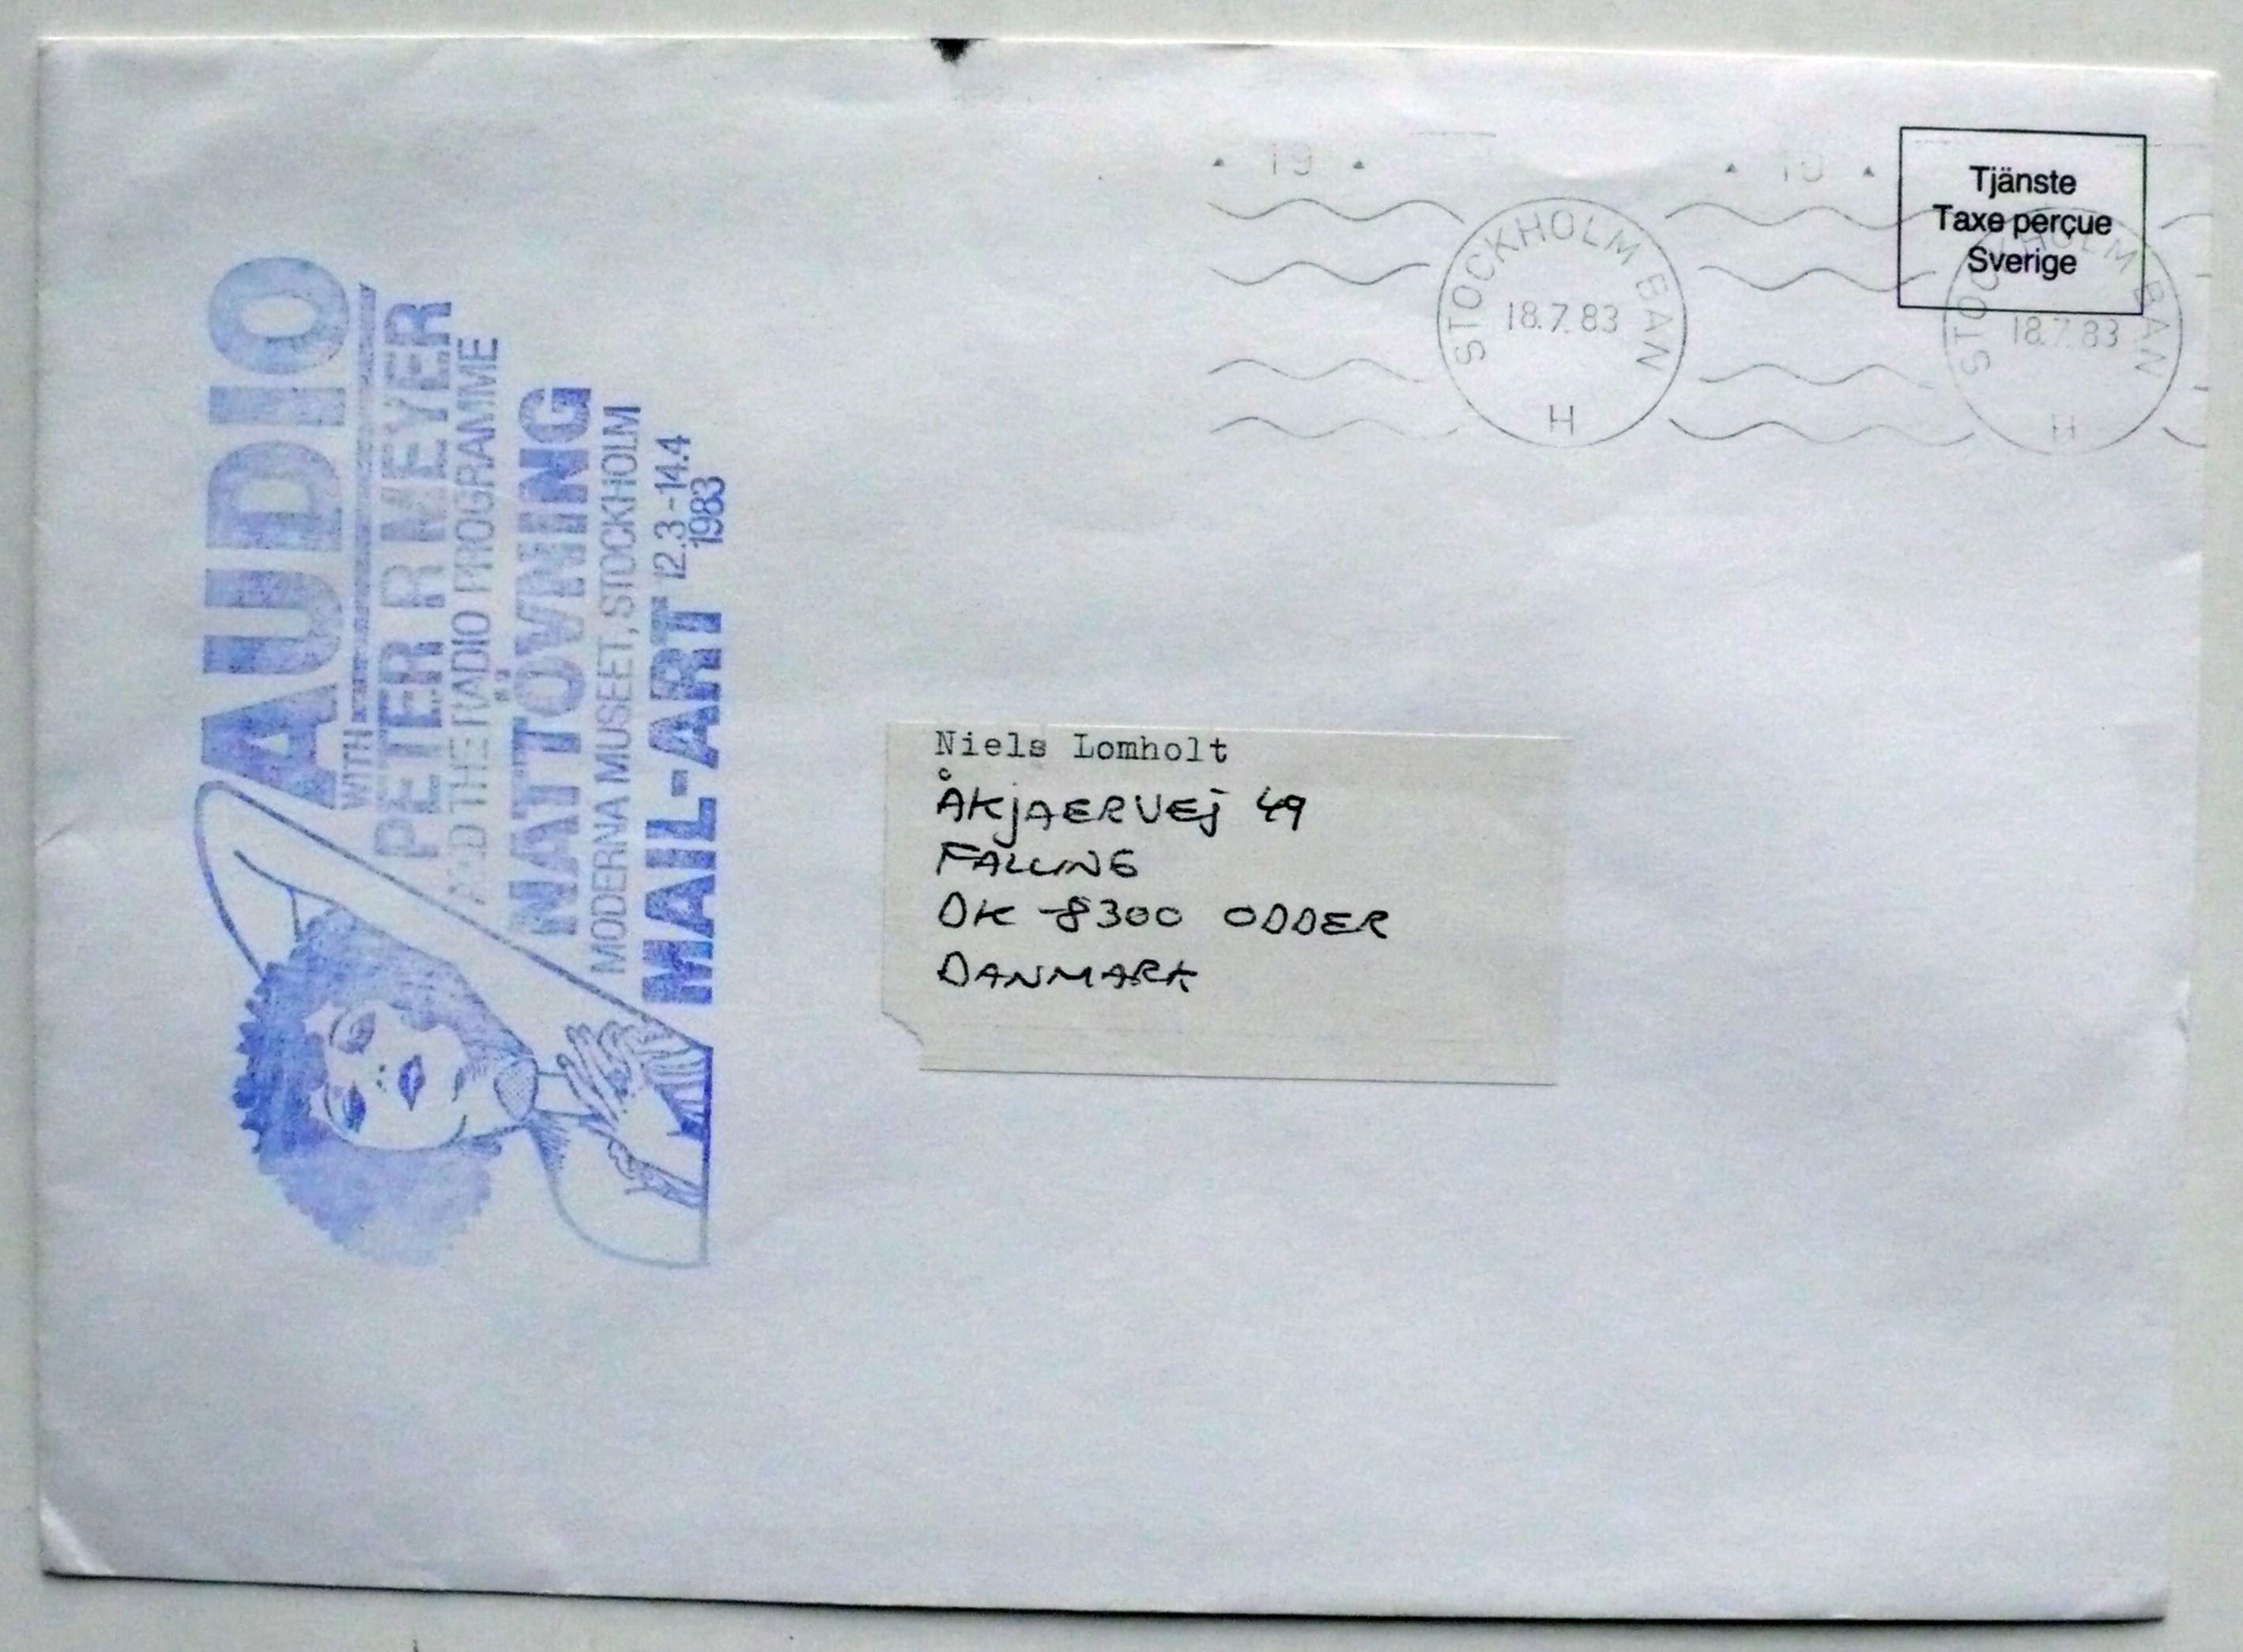 AUDIO
WITH
PETER R MEYER
AND THE RADIO PROGRAMME
NATTÖVNING
MODERNA MUSEET, STOCKHOLM
MAIL-ART 12.3-14.4
1983
19
19
STOCKHOLM BAN
18.7.83
H
STOCKHOLM BAN
18.7.83
H
Tjänste
Taxe perçue
Sverige
Niels Lomholt
ÅKJAERVEJ 49
FALLING
DK-8300 ODDER
DANMARK